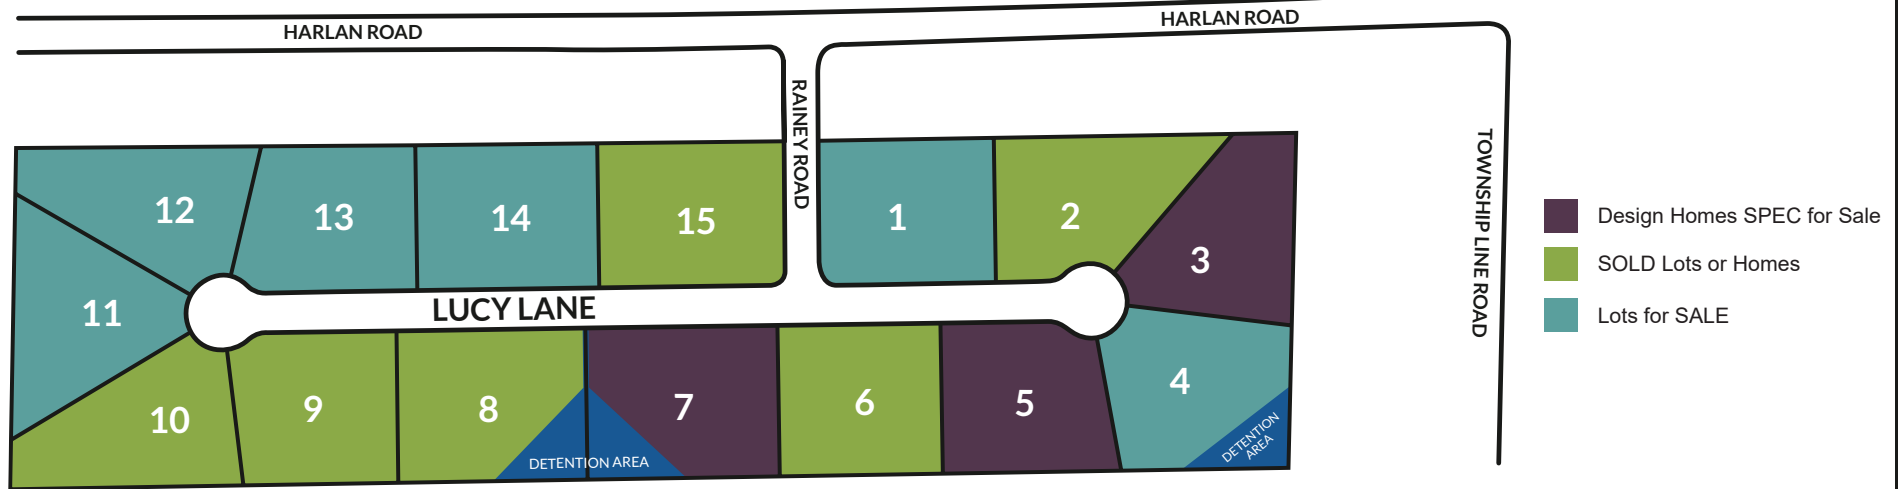 HARLAN ROAD
HARLAN ROAD
RAINEY ROAD
TOWNSHIP LINE ROAD
12
13
14
15
1
2
3
11
LUCY LANE
10
9
8
7
6
5
4
DETENTION AREA
DETENTION
AREA
Design Homes SPEC for Sale
SOLD Lots or Homes
Lots for SALE